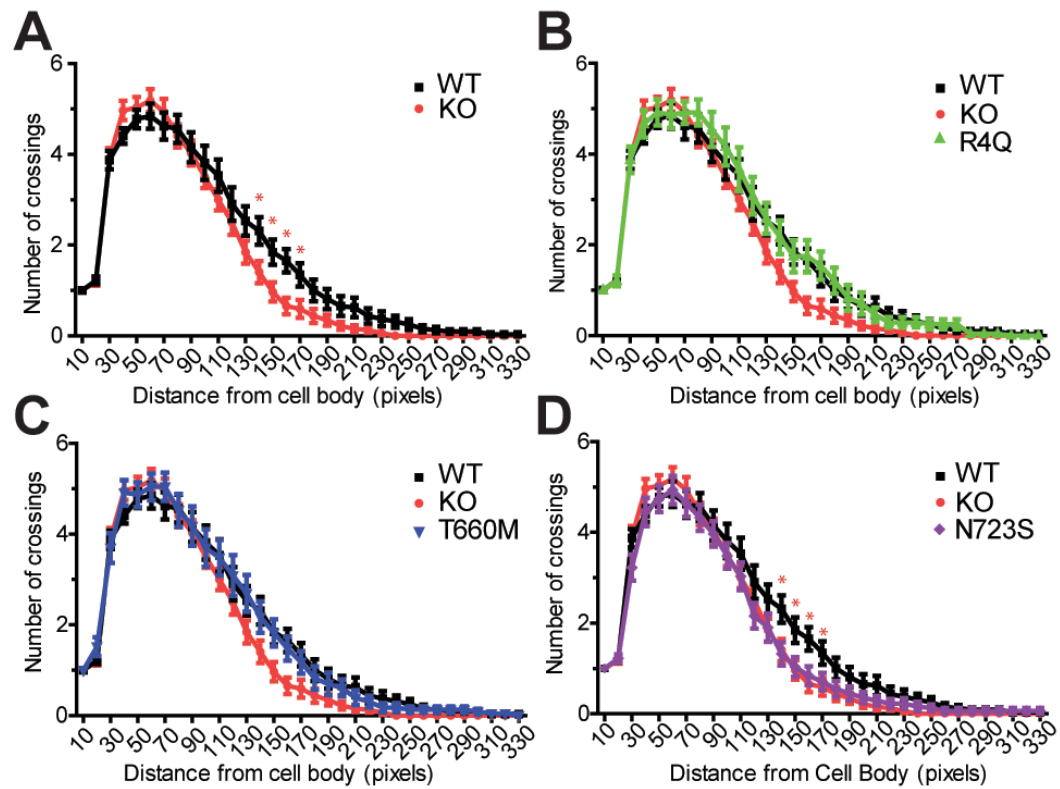 A
6
4
2
0
Number of crossings
WT
KO
* * * *
10 30 50 70 90 110 130 150 170 190 210 230 250 270 290 310 330
Distance from cell body (pixels)
B
6
4
2
0
Number of crossings
WT
KO
R4Q
10 30 50 70 90 110 130 150 170 190 210 230 250 270 290 310 330
Distance from cell body (pixels)
C
6
4
2
0
Number of crossings
WT
KO
T660M
10 30 50 70 90 110 130 150 170 190 210 230 250 270 290 310 330
Distance from cell body (pixels)
D
6
4
2
0
Number of crossings
WT
KO
N723S
* * * *
10 30 50 70 90 110 130 150 170 190 210 230 250 270 290 310 330
Distance from Cell Body (pixels)